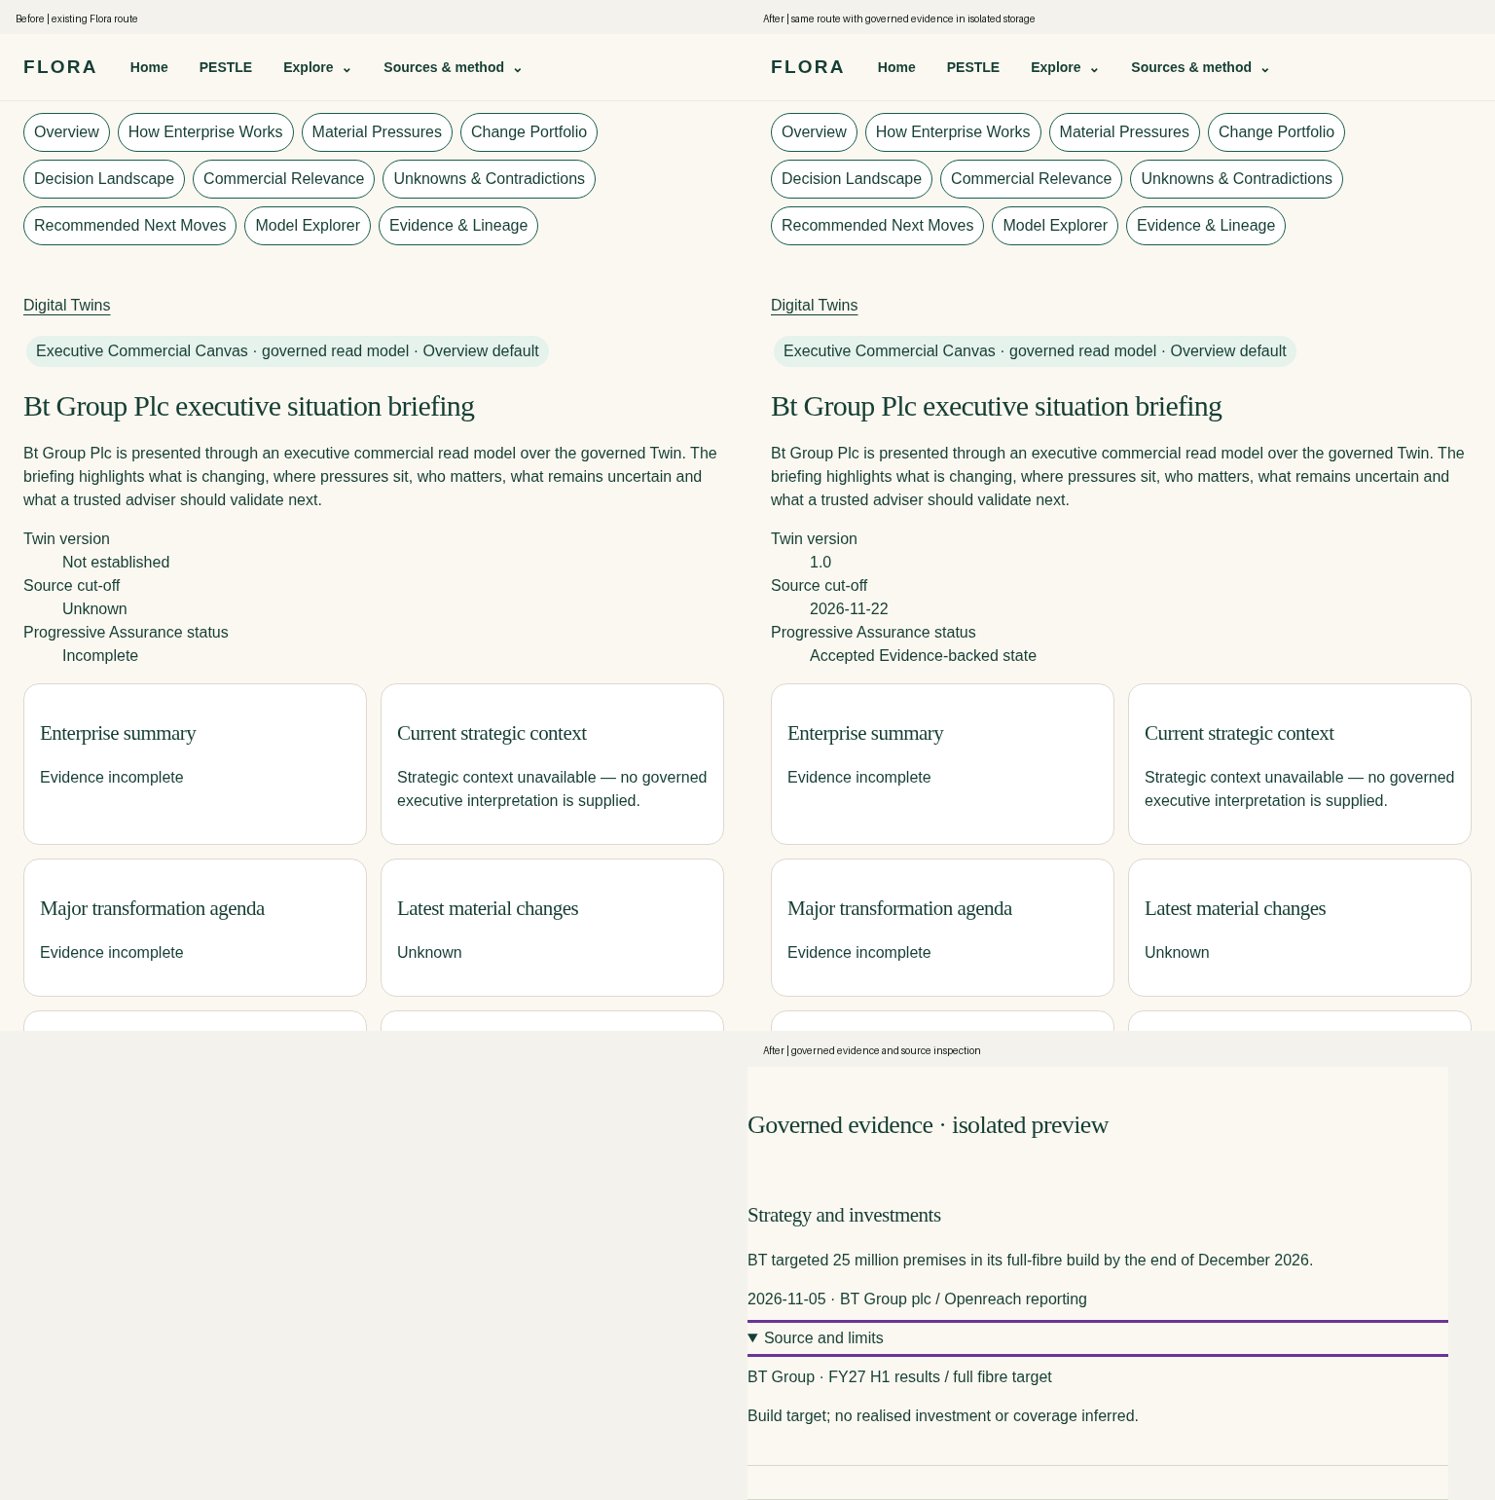 Before | existing Flora route
FLORA Home PESTLE Explore Sources & method
Overview How Enterprise Works Material Pressures Change Portfolio
Decision Landscape Commercial Relevance Unknowns & Contradictions
Recommended Next Moves Model Explorer Evidence & Lineage
Digital Twins
Executive Commercial Canvas · governed read model · Overview default
Bt Group Plc executive situation briefing
Bt Group Plc is presented through an executive commercial read model over the governed Twin. The
briefing highlights what is changing, where pressures sit, who matters, what remains uncertain and
what a trusted adviser should validate next.
Twin version
Not established
Source cut-off
Unknown
Progressive Assurance status
Incomplete
Enterprise summary
Evidence incomplete
Current strategic context
Strategic context unavailable — no governed
executive interpretation is supplied.
Major transformation agenda
Evidence incomplete
Latest material changes
Unknown
After | same route with governed evidence in isolated storage
FLORA Home PESTLE Explore Sources & method
Overview How Enterprise Works Material Pressures Change Portfolio
Decision Landscape Commercial Relevance Unknowns & Contradictions
Recommended Next Moves Model Explorer Evidence & Lineage
Digital Twins
Executive Commercial Canvas · governed read model · Overview default
Bt Group Plc executive situation briefing
Bt Group Plc is presented through an executive commercial read model over the governed Twin. The
briefing highlights what is changing, where pressures sit, who matters, what remains uncertain and
what a trusted adviser should validate next.
Twin version
1.0
Source cut-off
2026-11-22
Progressive Assurance status
Accepted Evidence-backed state
Enterprise summary
Evidence incomplete
Current strategic context
Strategic context unavailable — no governed
executive interpretation is supplied.
Major transformation agenda
Evidence incomplete
Latest material changes
Unknown
After | governed evidence and source inspection
Governed evidence · isolated preview
Strategy and investments
BT targeted 25 million premises in its full-fibre build by the end of December 2026.
2026-11-05 · BT Group plc / Openreach reporting
▼ Source and limits
BT Group · FY27 H1 results / full fibre target
Build target; no realised investment or coverage inferred.